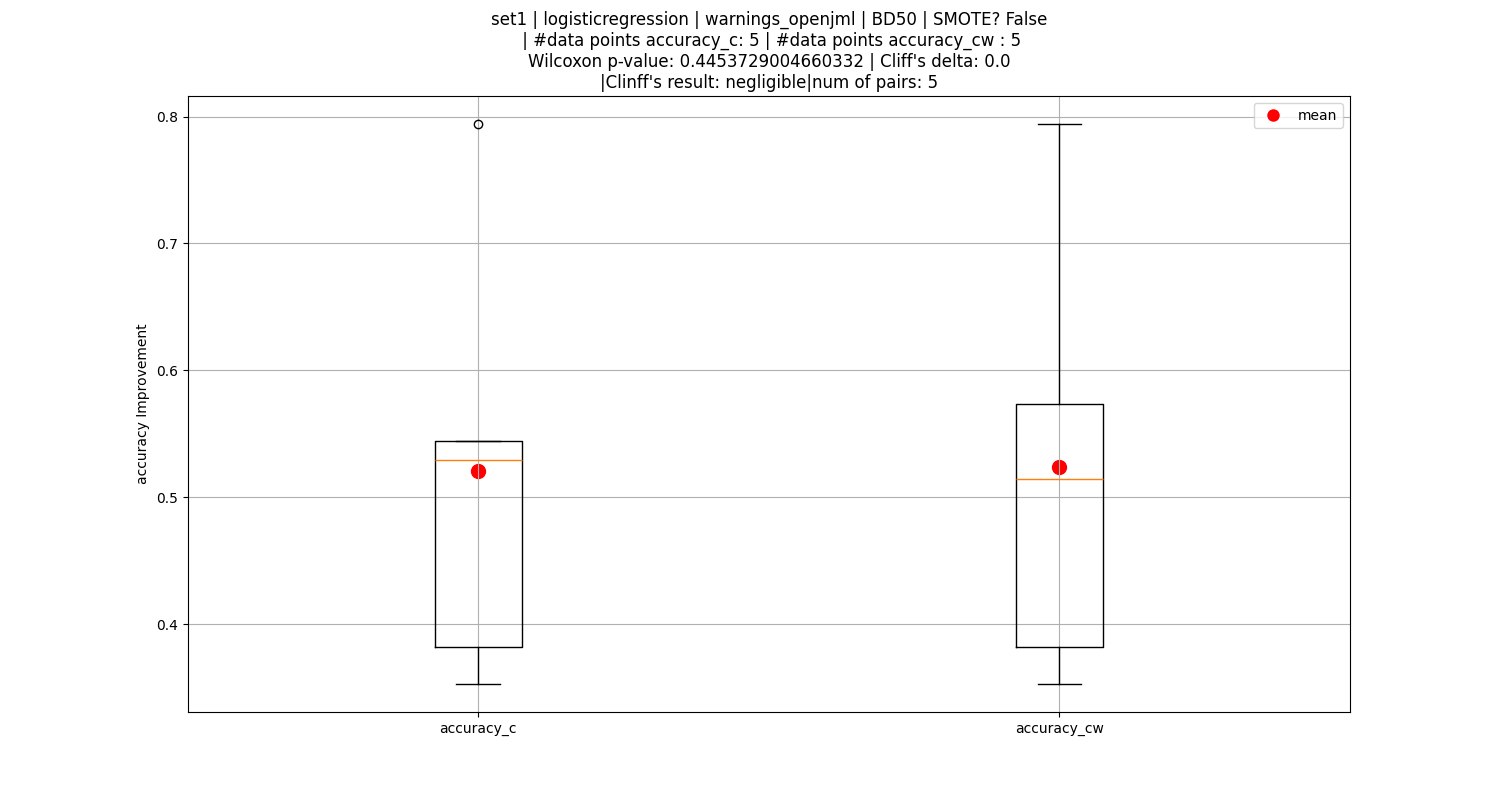 set1 | logisticregression | warnings_openjml | BD50 | SMOTE? False
| #data points accuracy_c: 5 | #data points accuracy_cw : 5
Wilcoxon p-value: 0.4453729004660332 | Cliff's delta: 0.0
|Clinff's result: negligible|num of pairs: 5
mean
accuracy Improvement
0.8
0.7
0.6
0.5
0.4
accuracy_c
accuracy_cw